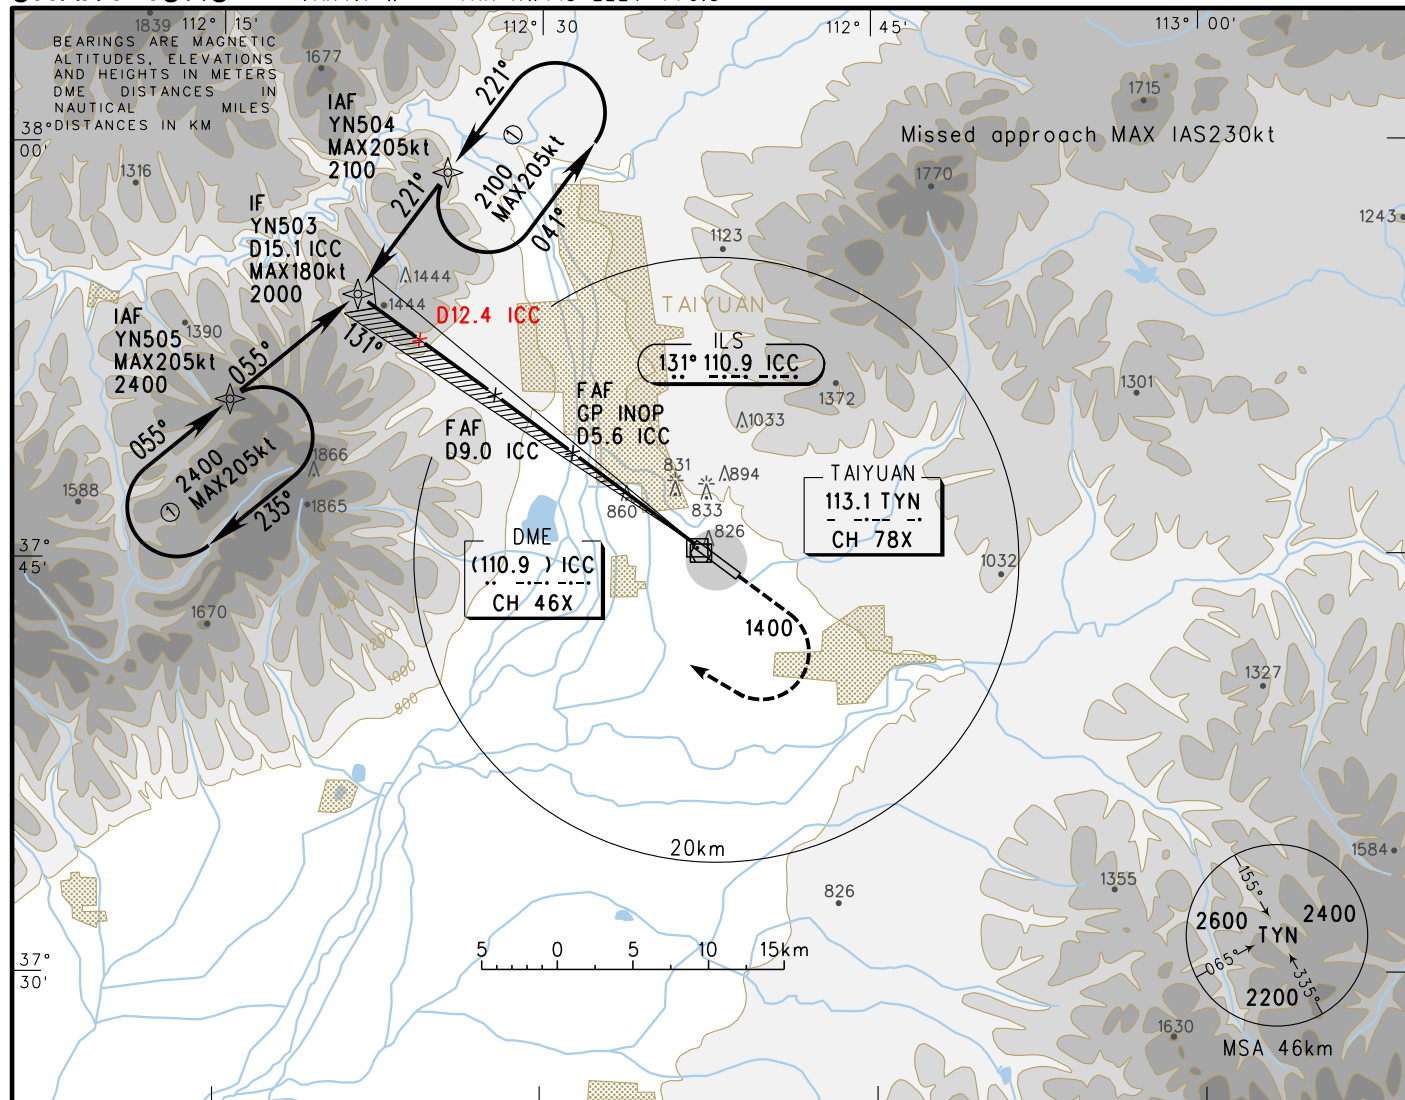 112° 15'
112° 30'
112° 45'
113° 00'
BEARINGS ARE MAGNETIC
ALTITUDES, ELEVATIONS
AND HEIGHTS IN METERS
DME DISTANCES IN
NAUTICAL MILES
DISTANCES IN KM
1839
1677
38°
00'
1316
IAF
YN504
MAX205kt
2100
221°
①
2100
MAX205kt
041°
221°
Missed approach MAX IAS230kt
1715
1770
1243
1123
IF
YN503
D15.1 ICC
MAX180kt
2000
1444
1444
D12.4 ICC
131°
TAIYUAN
ILS
131° 110.9 ICC
IAF
YN505
MAX205kt
2400
1390
055°
055°
2400
MAX205kt
①
235°
1866
1865
1588
FAF
D9.0 ICC
FAF
GP INOP
D5.6 ICC
1372
1033
1301
831
833
894
860
826
TAIYUAN
113.1 TYN
CH 78X
DME
(110.9 ) ICC
CH 46X
37°
45'
1032
1670
1400
1400
1200
1000
800
1327
20km
1584
826
1355
5 0 5 10 15km
37°
30'
155°
2600
2400
TYN
065°
335°
2200
1630
MSA 46km